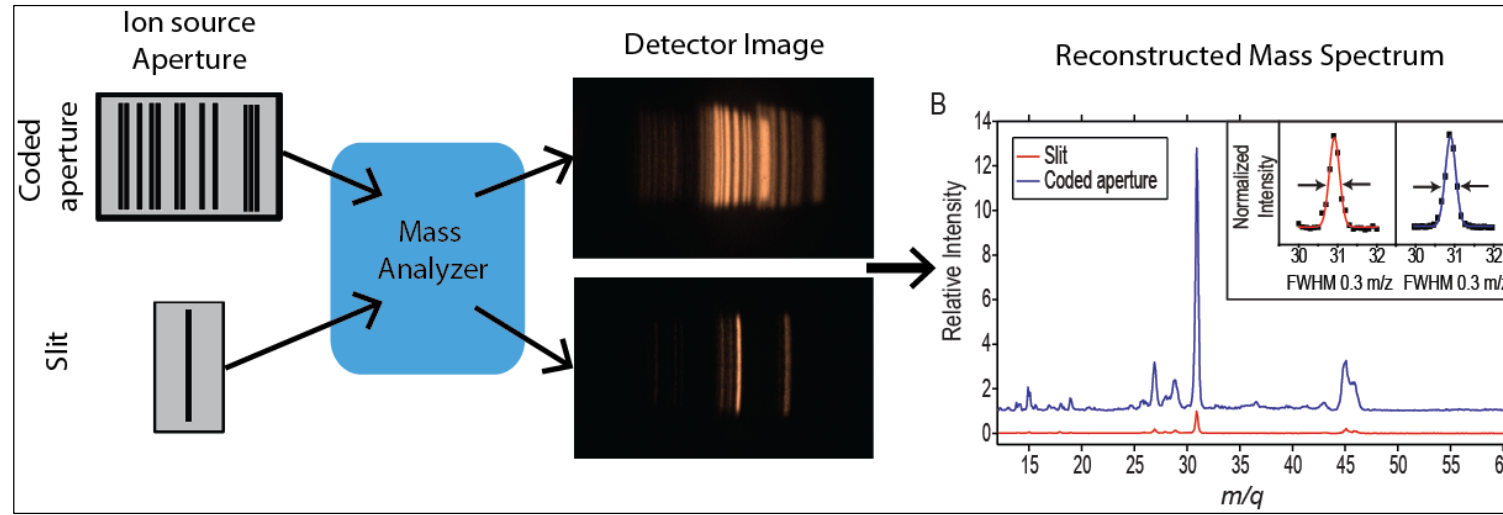 Ion source
Aperture
Coded
aperture
Slit
Mass
Analyzer
Detector Image
Reconstructed Mass Spectrum
B
Relative Intensity
14
12
10
8
6
4
2
0
Slit
Coded aperture
Normalized
Intensity
30 31 32
30 31 32
FWHM 0.3 m/z
FWHM 0.3 m/z
15 20 25 30 35 40 45 50 55
m/q